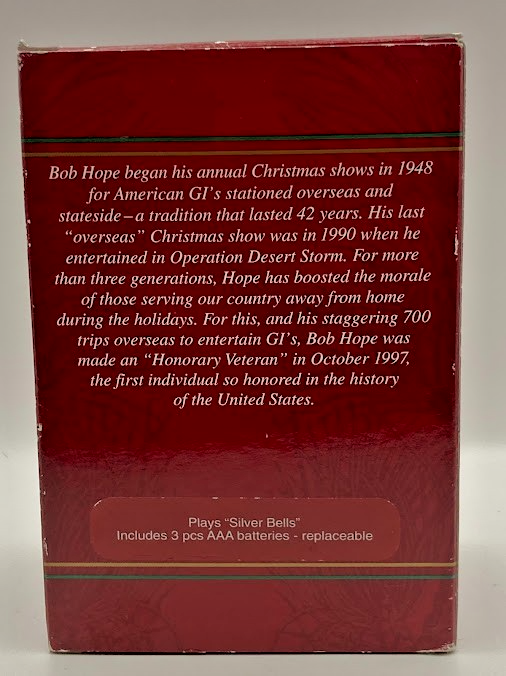 Bob Hope began his annual Christmas shows in 1948
for American GI's stationed overseas and
stateside–a tradition that lasted 42 years. His last
“overseas” Christmas show was in 1990 when he
entertained in Operation Desert Storm. For more
than three generations, Hope has boosted the morale
of those serving our country away from home
during the holidays. For this, and his staggering 700
trips overseas to entertain GI's, Bob Hope was
made an “Honorary Veteran” in October 1997,
the first individual so honored in the history
of the United States.
Plays “Silver Bells”
Includes 3 pcs AAA batteries - replaceable